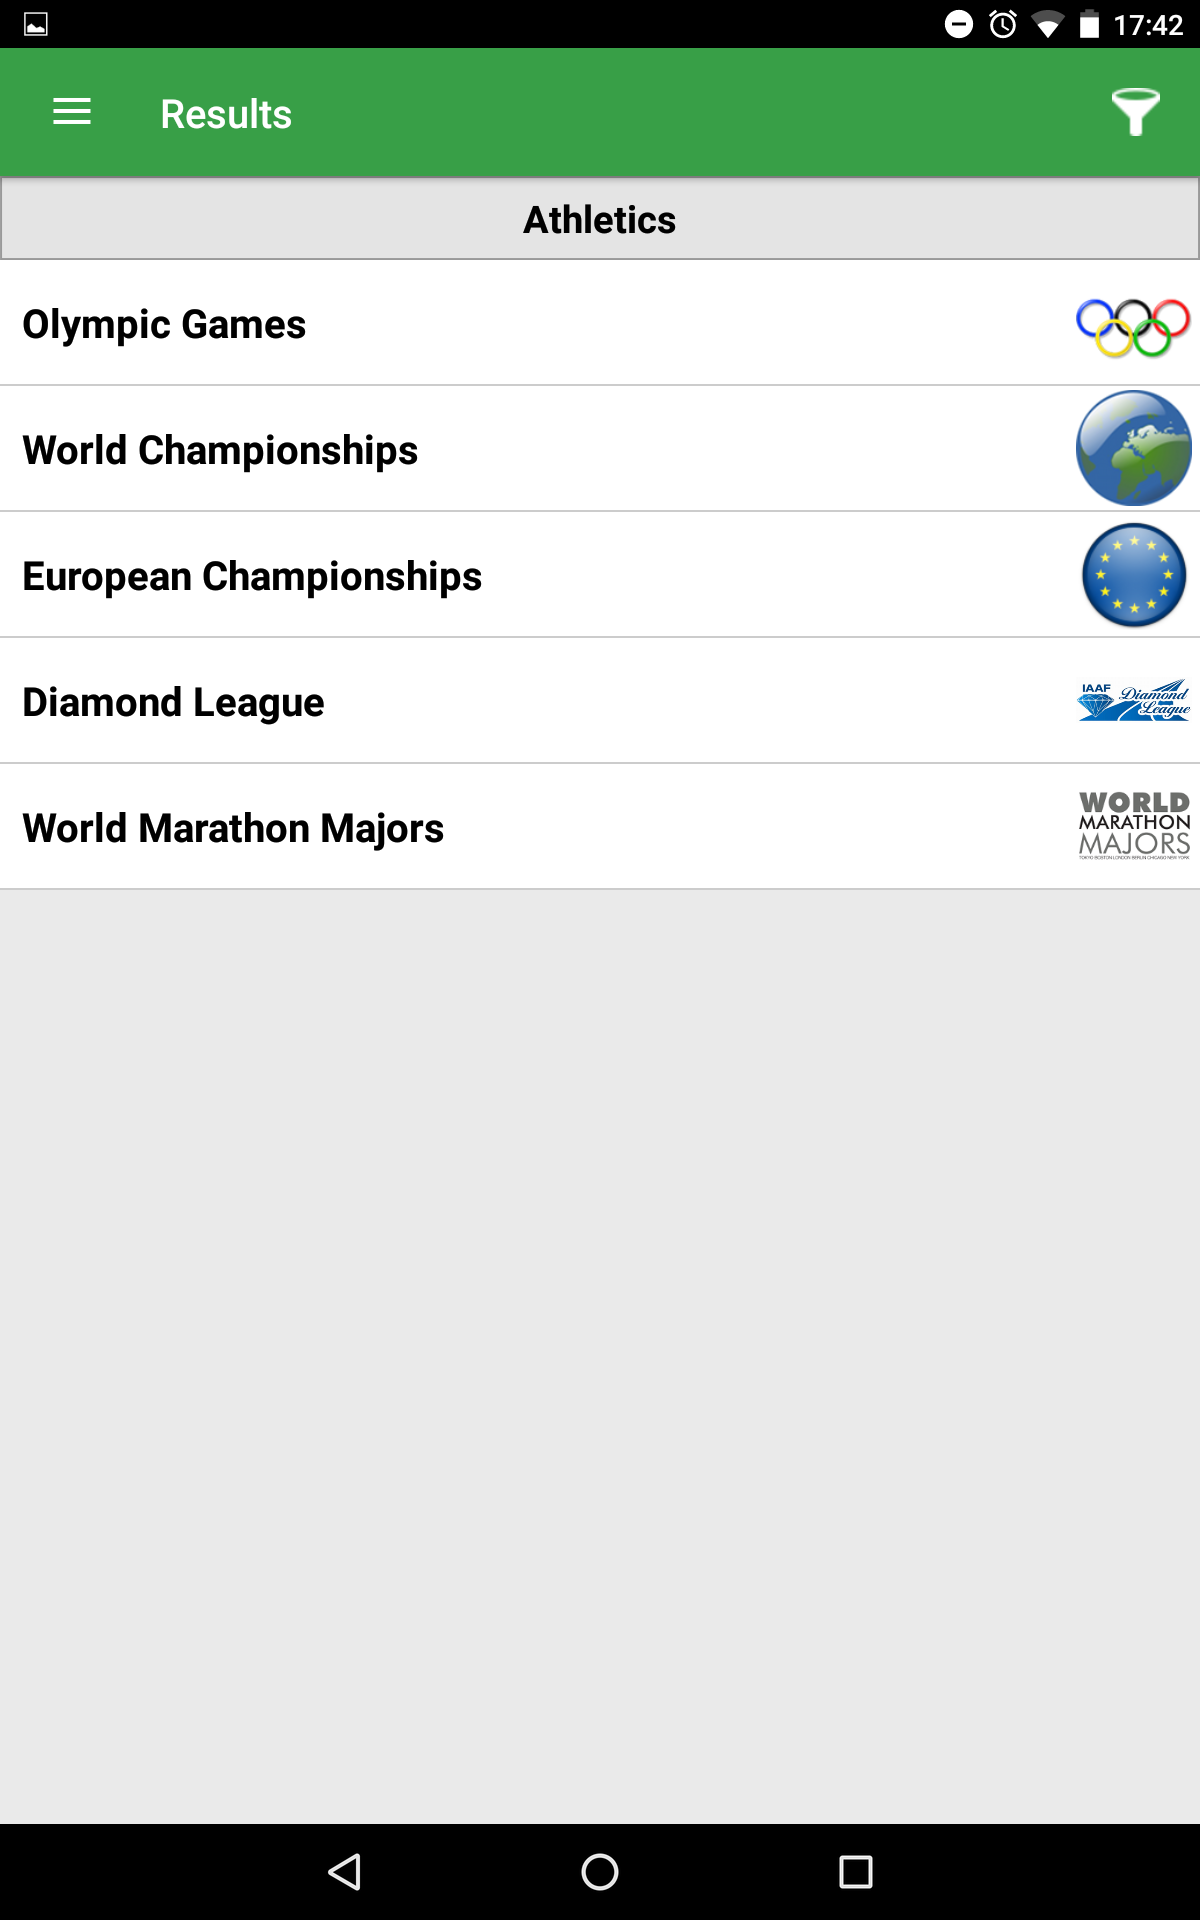 17:42
Results
Athletics
Olympic Games
World Championships
European Championships
Diamond League
IAAF
Diamond
League
World Marathon Majors
WORLD
MARATHON
MAJORS
TOKYO BOSTON LONDON BERLIN CHICAGO NEW YORK